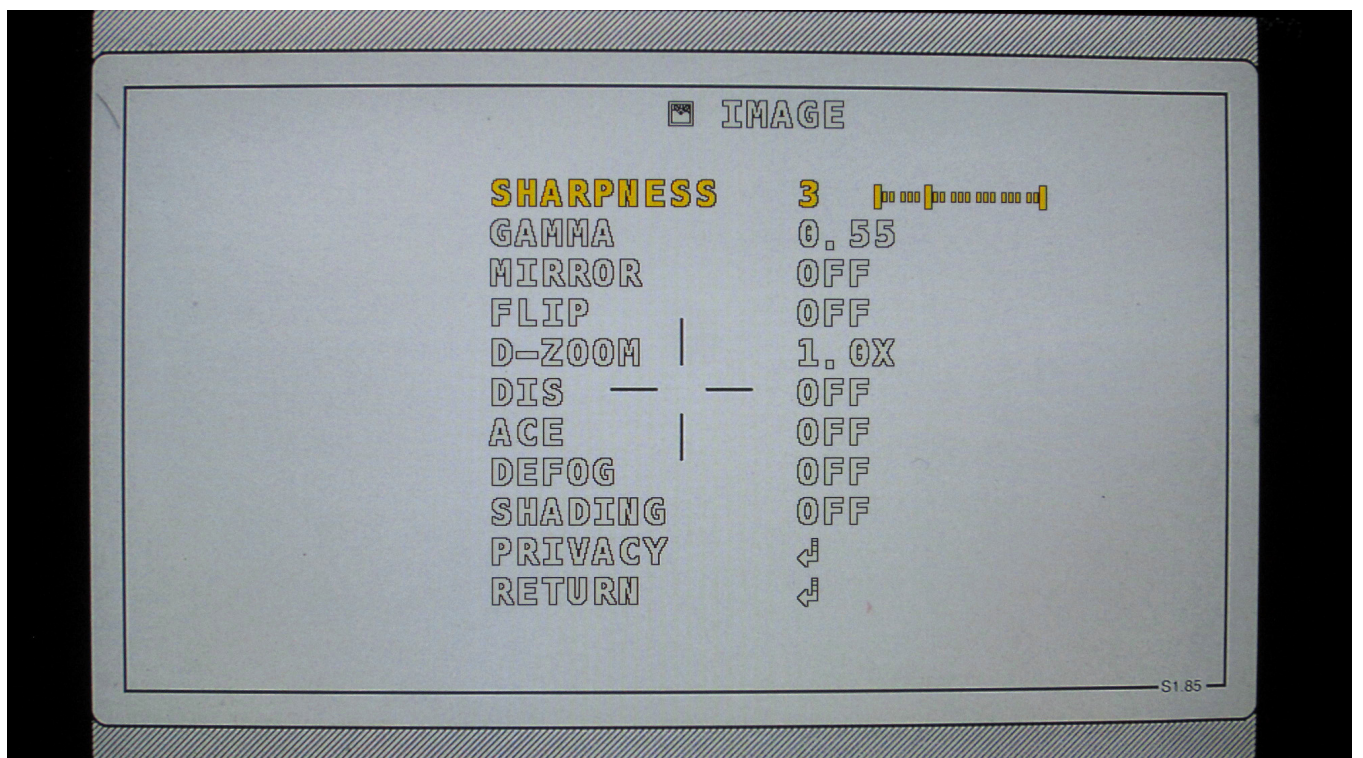 IMAGE
SHARPNESS 3
GAMMA 0.55
MIRROR OFF
FLIP OFF
D-ZOOM 1.0X
DIS OFF
ACE OFF
DEFOG OFF
SHADING OFF
PRIVACY
RETURN
S1.85